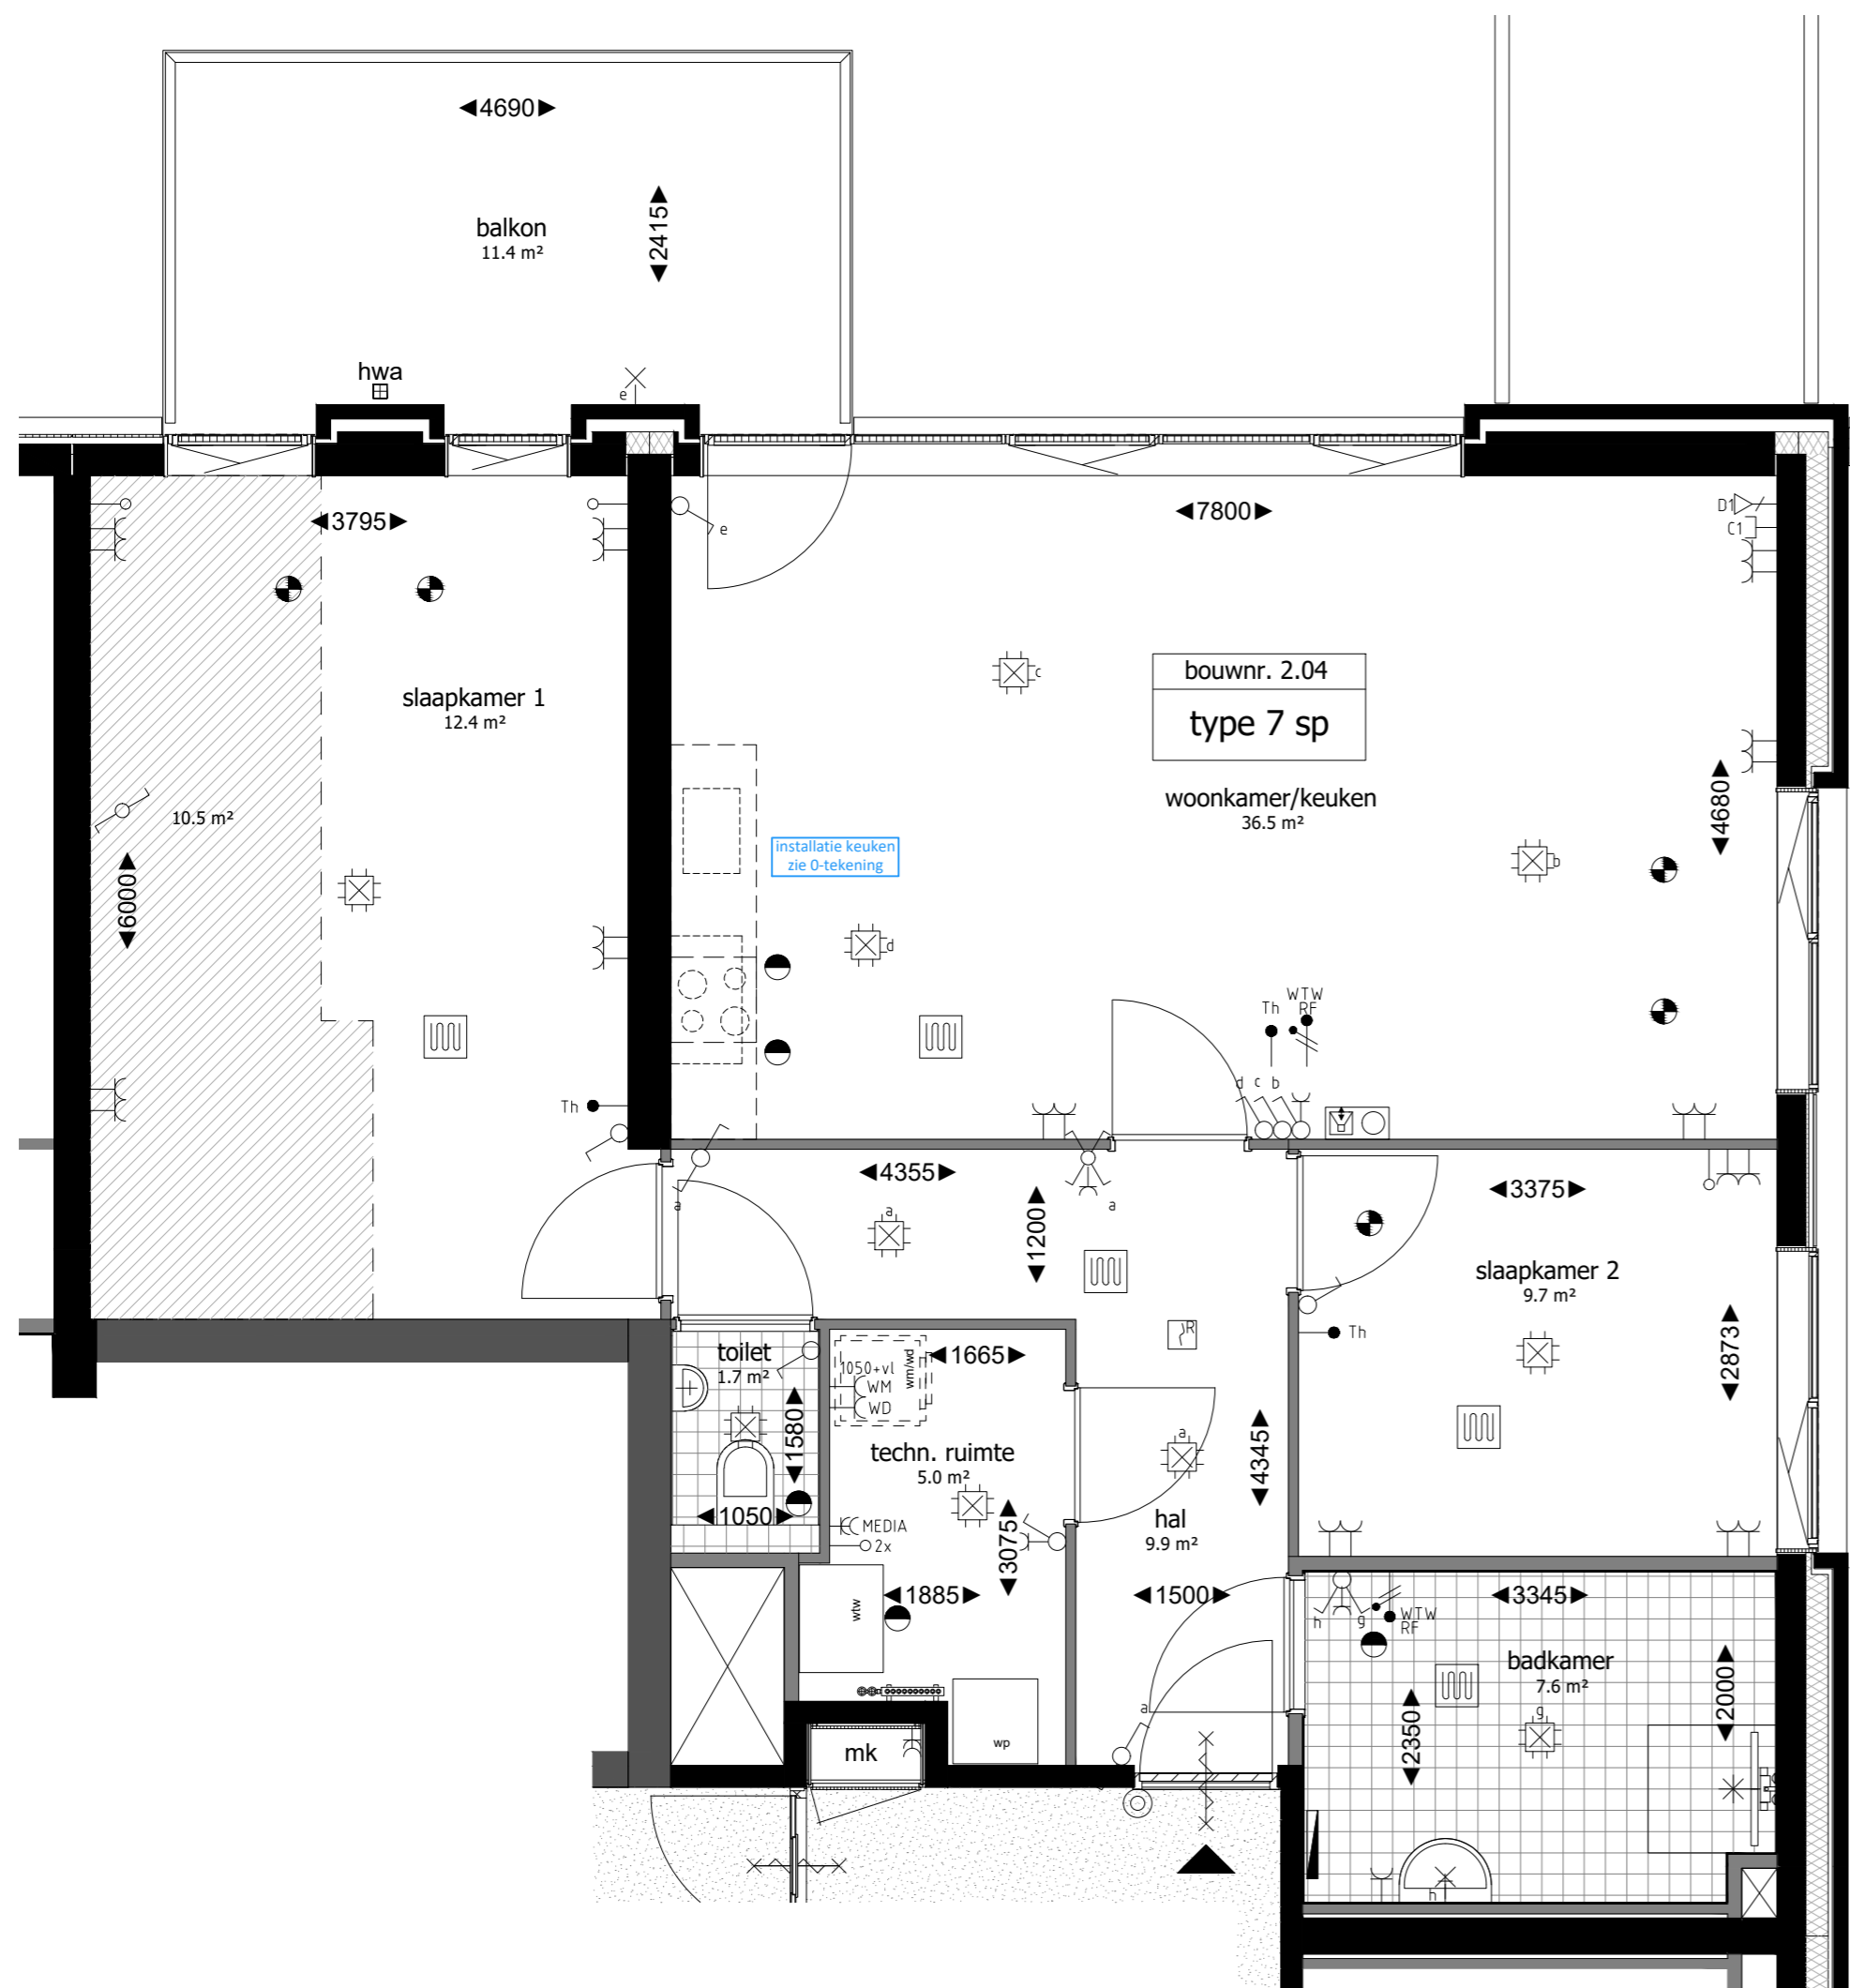 4690
balkon
11.4 m²
2415
hwa
e
3795
e
7800
D1
C1
slaapkamer 1
12.4 m²
c
bouwnr. 2.04
type 7 sp
woonkamer/keuken
36.5 m²
4680
10.5 m²
installatie keuken
zie 0-tekening
b
6000
d
Th
WTW
RF
d c b
Th
4355
a
a
a
1200
3375
slaapkamer 2
9.7 m²
R
Th
2873
toilet
1.7 m²
1050+vl
WM
WD
wm/wd
1665
1580
techn. ruimte
5.0 m²
a
4345
1050
MEDIA
2x
3075
hal
9.9 m²
wtw
1885
1500
h
g
WTW
RF
3345
badkamer
7.6 m²
2000
g
2350
a
mk
wp
h